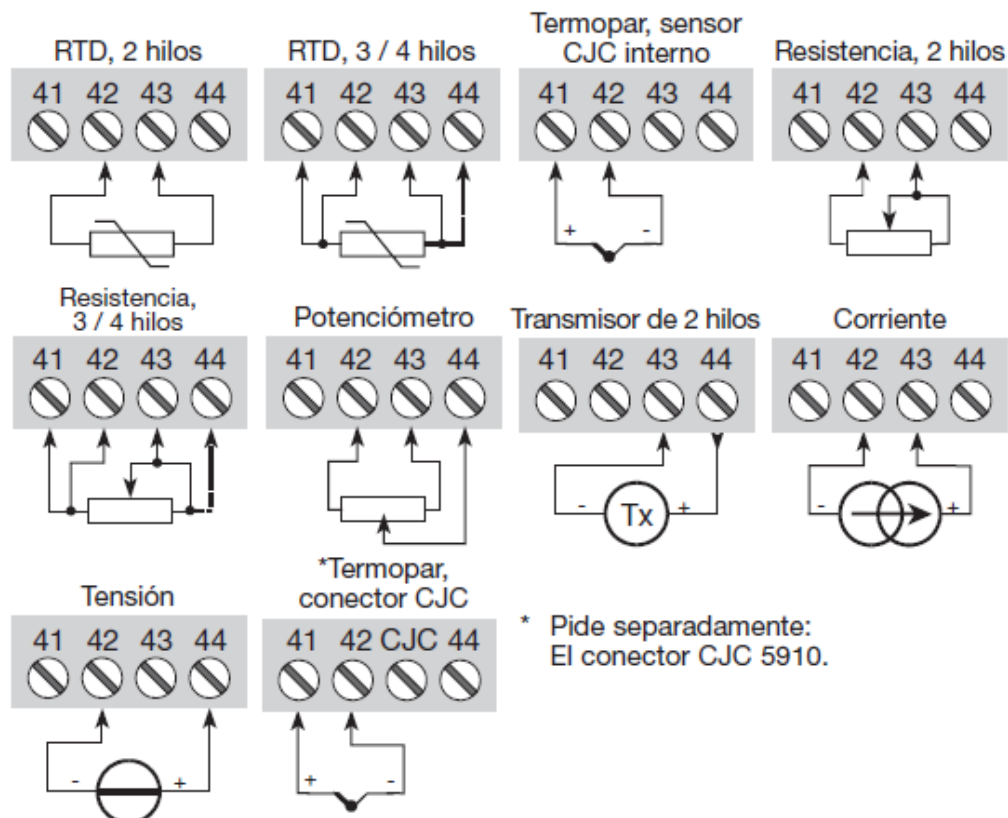 RTD, 2 hilos
41 42 43 44
RTD, 3 / 4 hilos
41 42 43 44
Termopar, sensor
CJC interno
41 42 43 44
+ -
Resistencia, 2 hilos
41 42 43 44
Resistencia,
3 / 4 hilos
41 42 43 44
Potenciómetro
41 42 43 44
Transmisor de 2 hilos
41 42 43 44
- Tx +
Corriente
41 42 43 44
- +
Tensión
41 42 43 44
- +
*Termopar,
conector CJC
41 42 CJC 44
+ -
* Pide separadamente:
El conector CJC 5910.